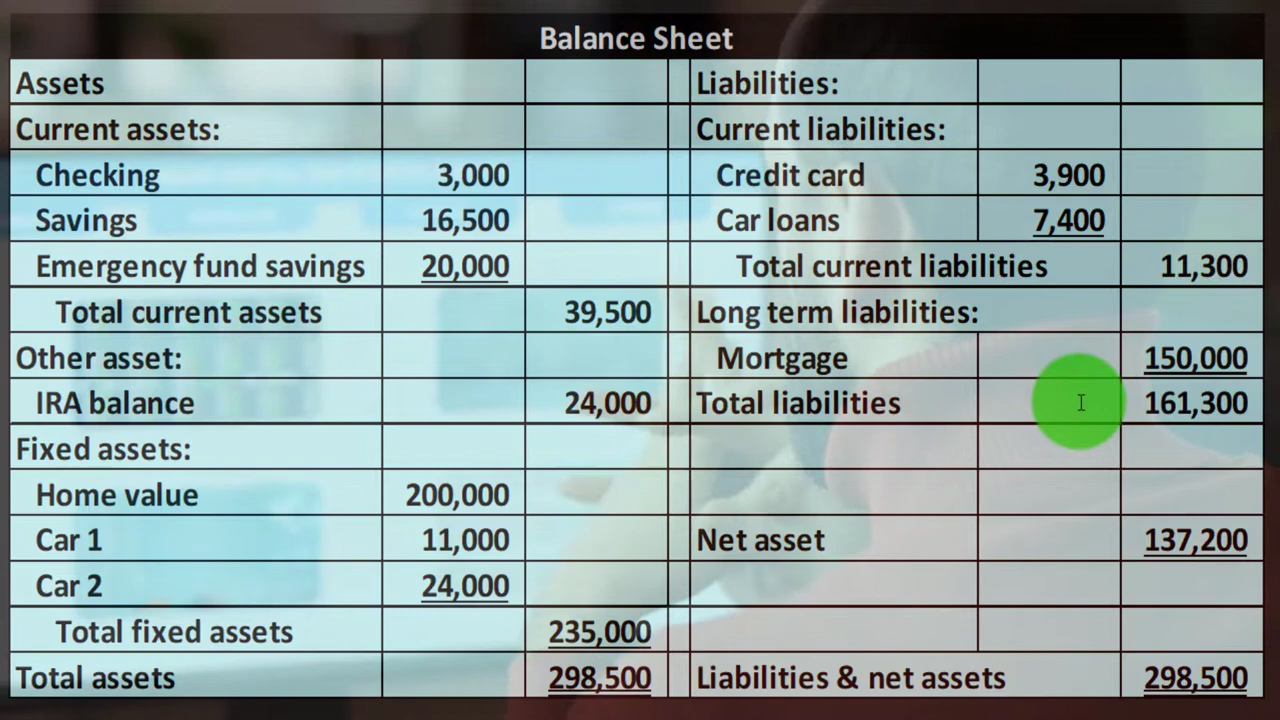 Balance Sheet
Assets Liabilities:
Current assets: Current liabilities:
Checking 3,000 Credit card 3,900
Savings 16,500 Car loans 7,400
Emergency fund savings 20,000 Total current liabilities 11,300
Total current assets 39,500 Long term liabilities:
Other asset: Mortgage 150,000
IRA balance 24,000 Total liabilities 161,300
Fixed assets:
Home value 200,000
Car 1 11,000 Net asset 137,200
Car 2 24,000
Total fixed assets 235,000
Total assets 298,500 Liabilities & net assets 298,500